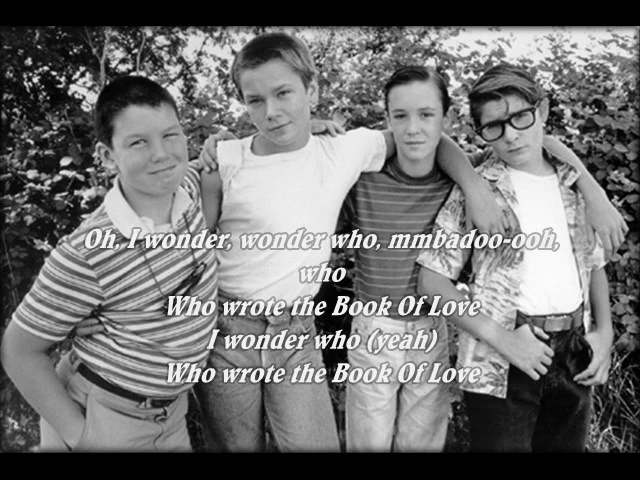 Oh, I wonder, wonder who, mmbadoo-ooh,
who
Who wrote the Book Of Love
I wonder who (yeah)
Who wrote the Book Of Love